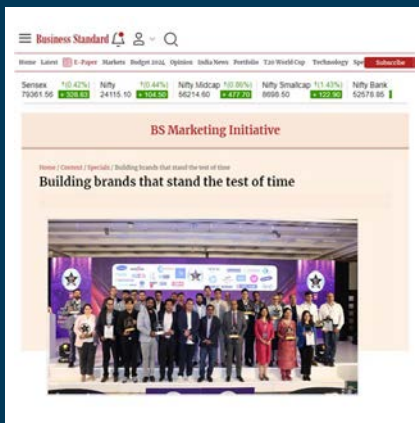 Business Standard
Home Latest E-Paper Markets Budget 2024 Opinion India News Portfolio T20 World Cup Technology Spe Subscribe
Sensex (0.42%) Nifty (0.44%) Nifty Midcap (0.86%) Nifty Smallcap (1.43%) Nifty Bank
79361.56 +328.83 24115.10 +104.50 56214.60 +477.70 8698.50 +122.90 52578.85
BS Marketing Initiative
Home / Content / Specials / Building brands that stand the test of time
Building brands that stand the test of time